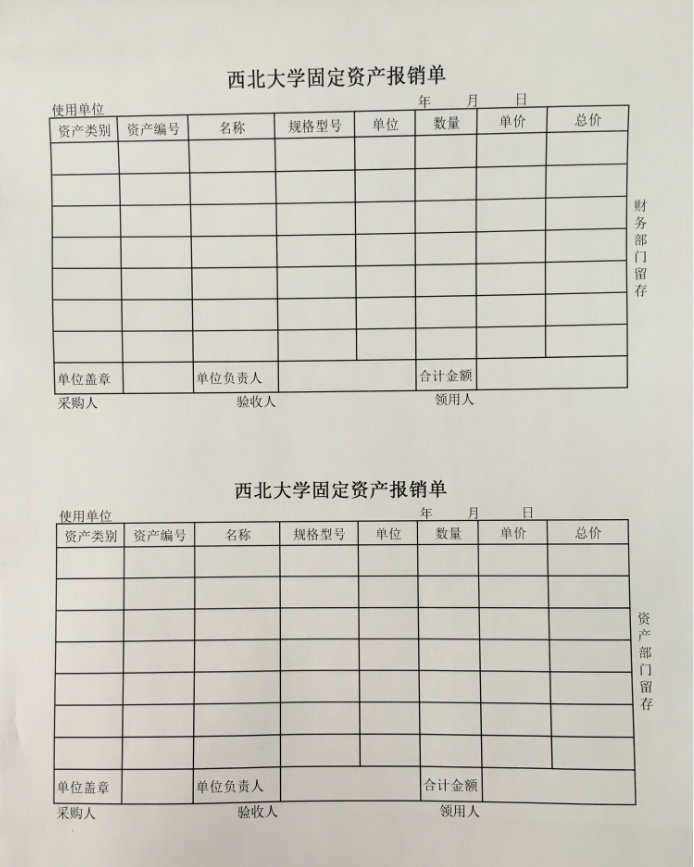 西北大学固定资产报销单
使用单位 年 月 日
资产类别 资产编号 名称 规格型号 单位 数量 单价 总价
财务部门留存
单位盖章 单位负责人 合计金额
采购人 验收人 领用人
西北大学固定资产报销单
使用单位 年 月 日
资产类别 资产编号 名称 规格型号 单位 数量 单价 总价
资产部门留存
单位盖章 单位负责人 合计金额
采购人 验收人 领用人